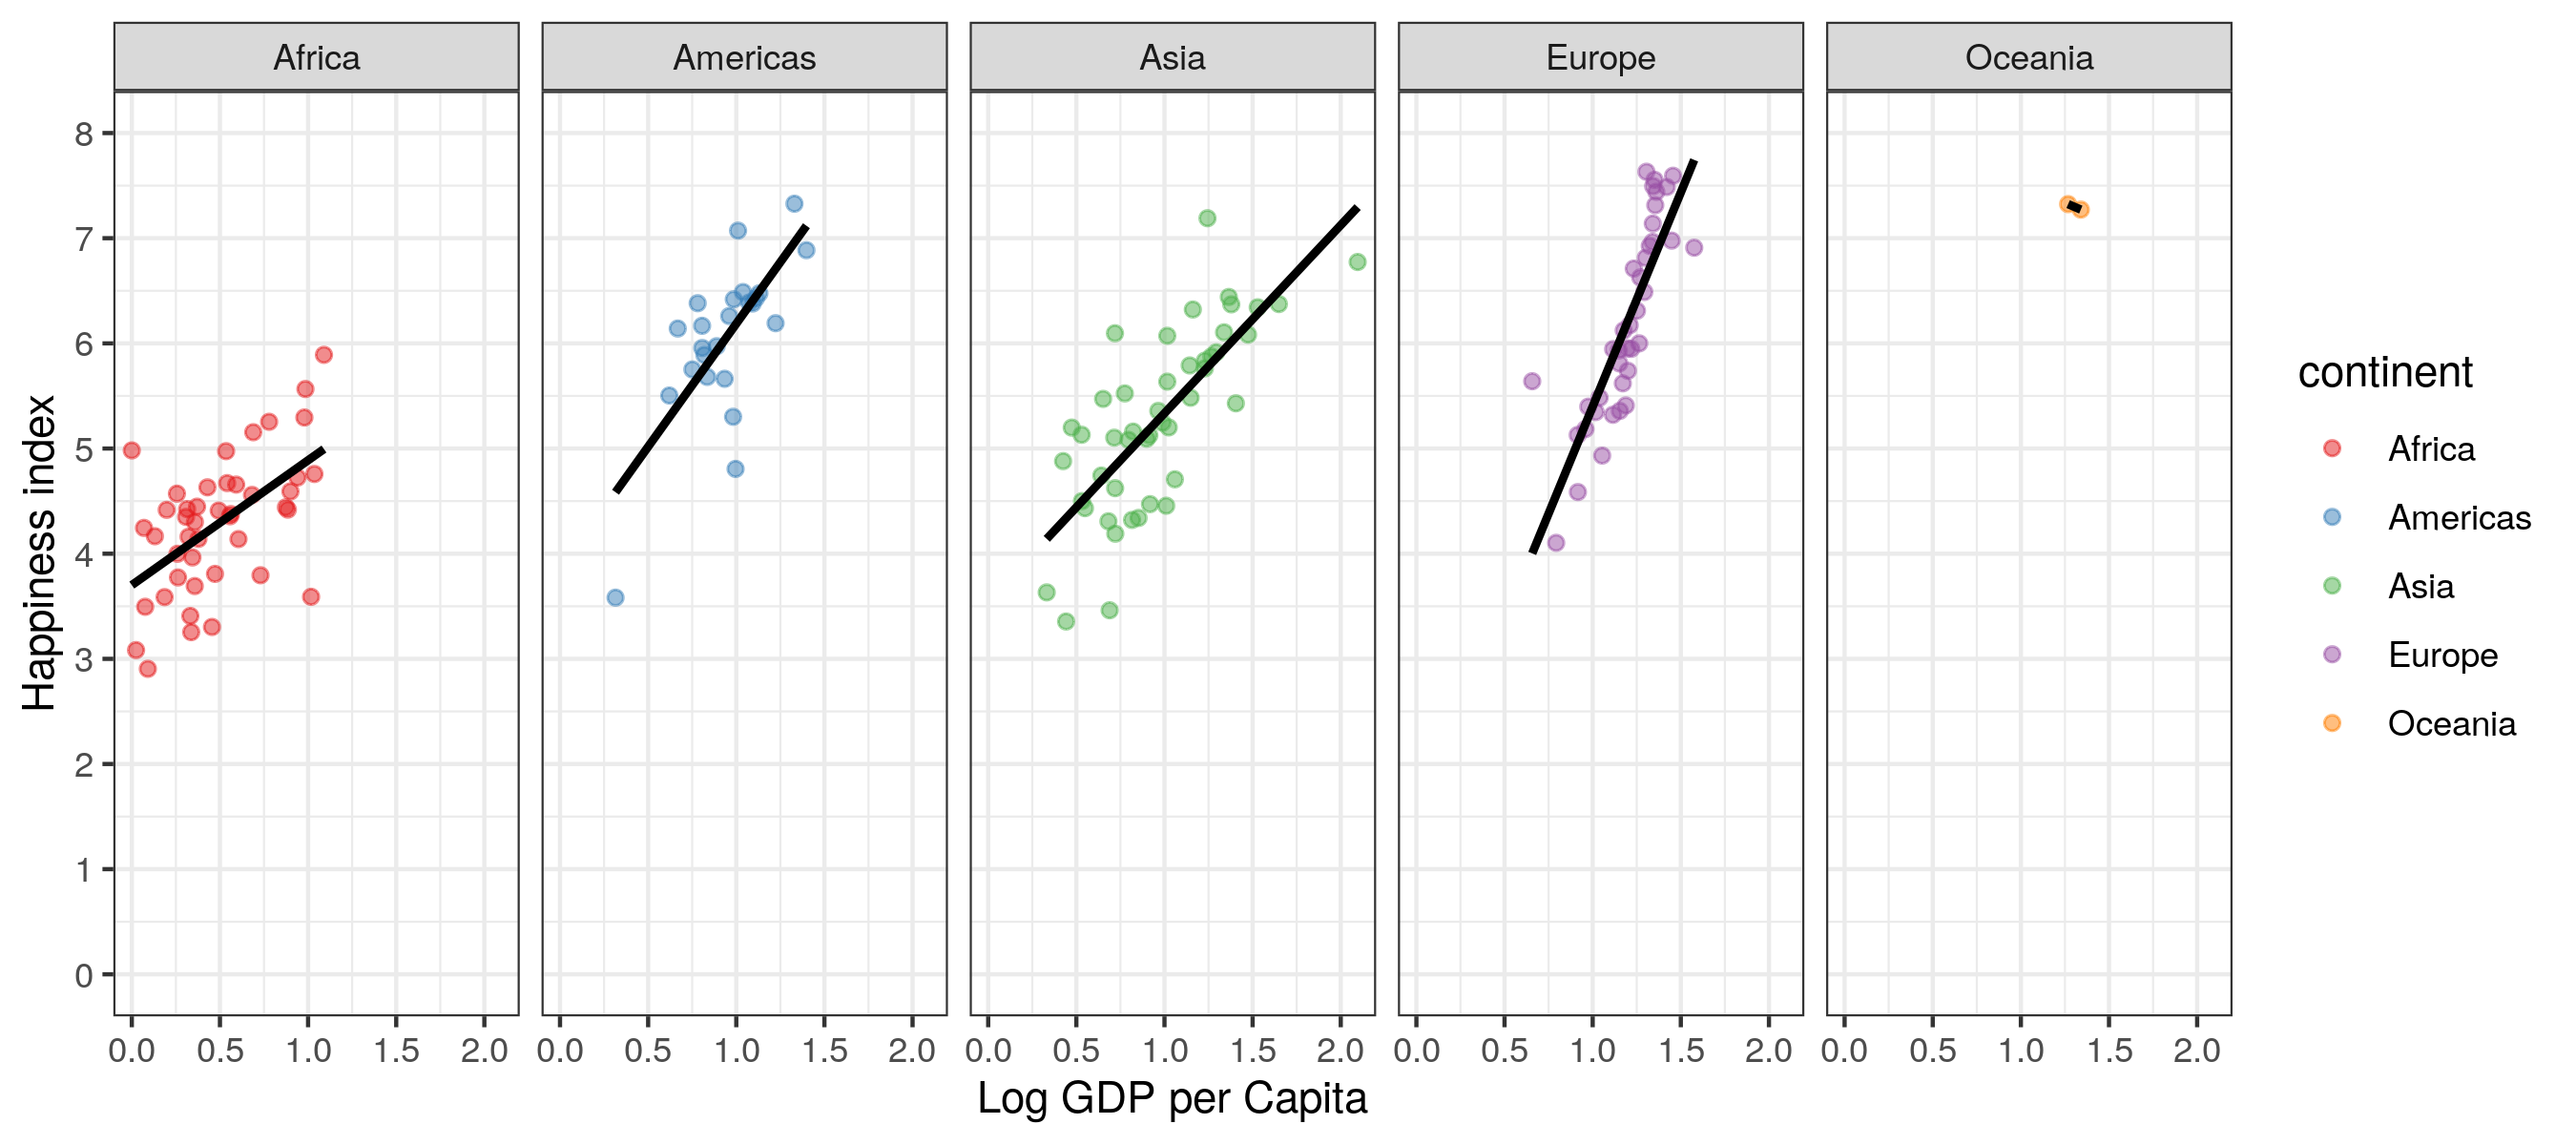 Africa
Americas
Asia
Europe
Oceania
Happiness index
8
7
6
5
4
3
2
1
0
0.0 0.5 1.0 1.5 2.0
0.0 0.5 1.0 1.5 2.0
0.0 0.5 1.0 1.5 2.0
0.0 0.5 1.0 1.5 2.0
0.0 0.5 1.0 1.5 2.0
Log GDP per Capita
continent
Africa
Americas
Asia
Europe
Oceania